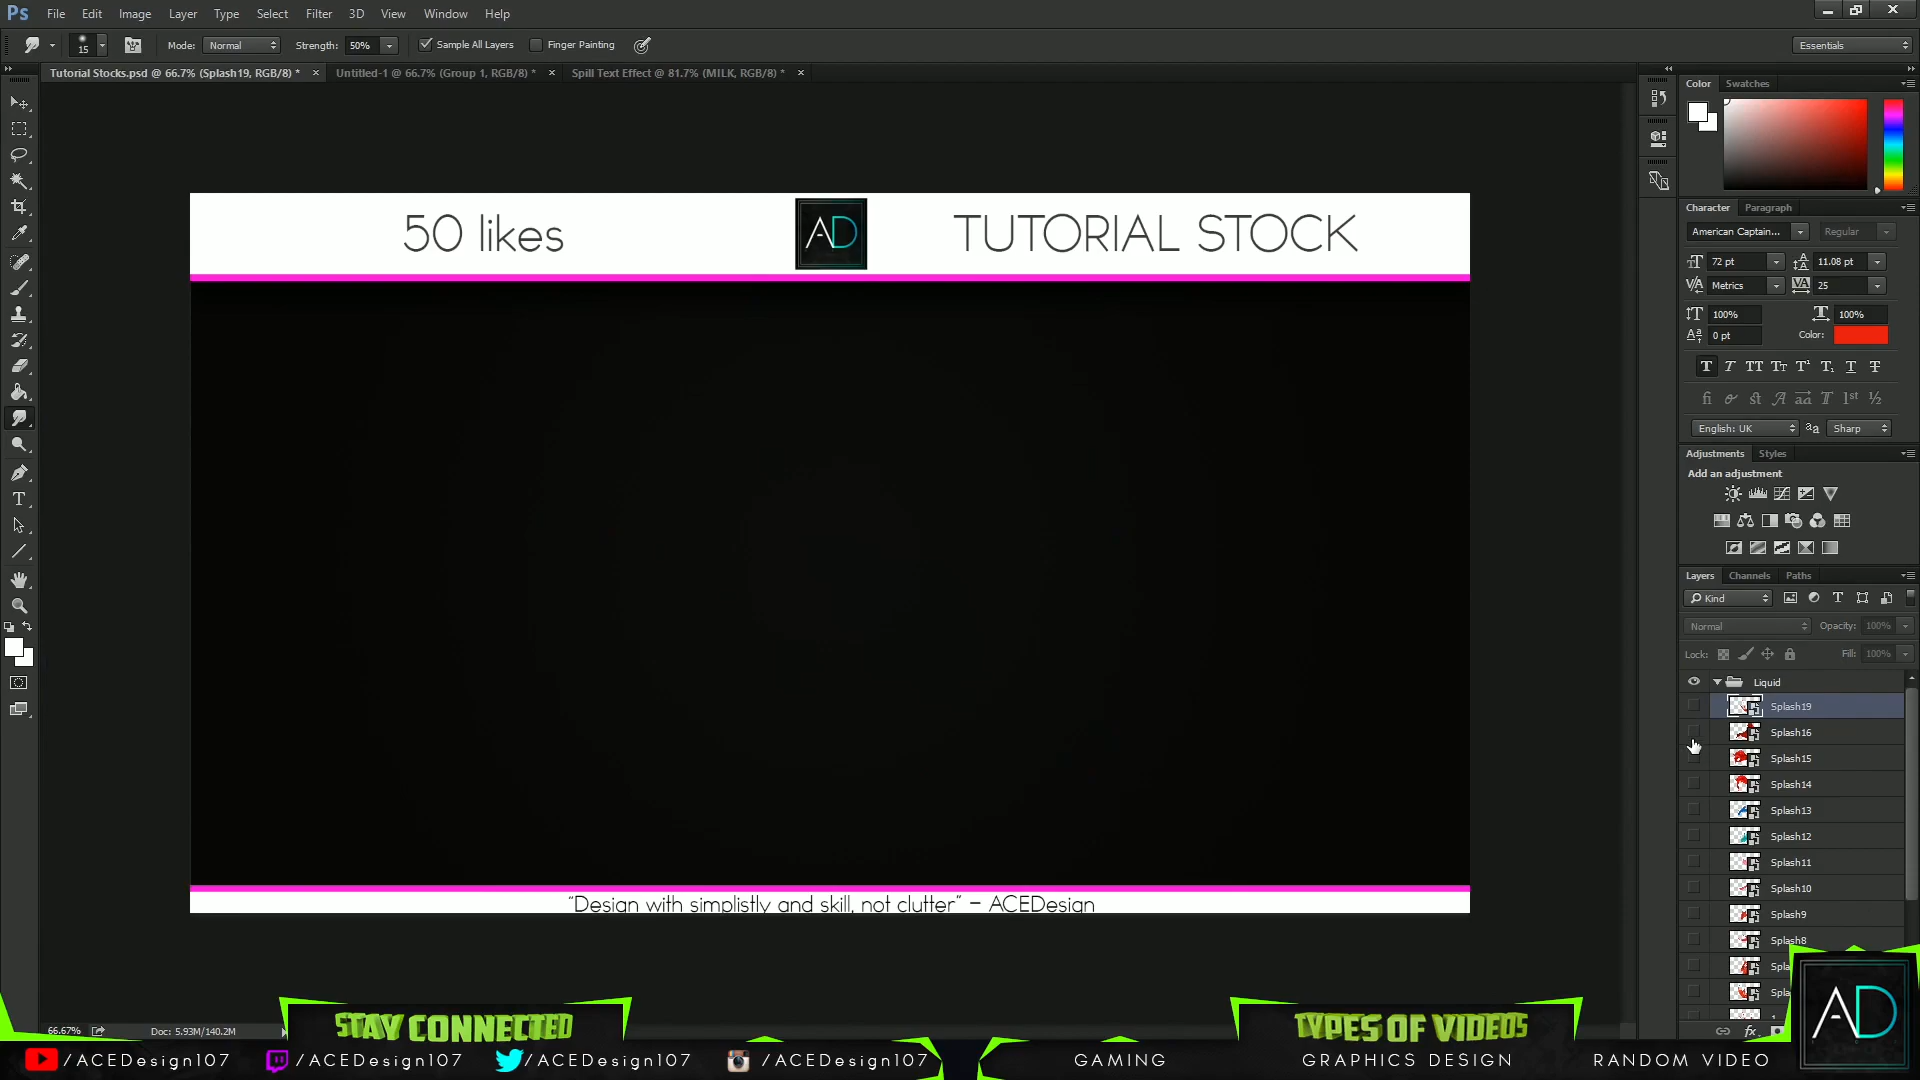 Ps File Edit Image Layer Type Select Filter 3D View Window Help
15 Mode: Normal Strength: 50% Sample All Layers Finger Painting Essentials
Tutorial Stocks.psd @ 66.7% (Splash19, RGB/8) * × Untitled-1 @ 66.7% (Group 1, RGB/8) * × Spill Text Effect @ 81.7% (MILK, RGB/8) * ×
50 likes AD TUTORIAL STOCK
"Design with simplistly and skill, not clutter" - ACEDesign
Color Swatches
Character Paragraph
American Captain... Regular
72 pt 11.08 pt
Metrics 25
100% 100%
0 pt Color:
English: UK Sharp
Adjustments Styles
Add an adjustment
Layers Channels Paths
Kind
Normal Opacity: 100%
Lock: Fill: 100%
Liquid
Splash19
Splash16
Splash15
Splash14
Splash13
Splash12
Splash11
Splash10
Splash9
Splash8
66.67% Doc: 5.93M/140.2M
STAY CONNECTED TYPES OF VIDEOS
/ACEDesign107 /ACEDesign107 /ACEDesign107 /ACEDesign107 GAMING GRAPHICS DESIGN RANDOM VIDEO
AD